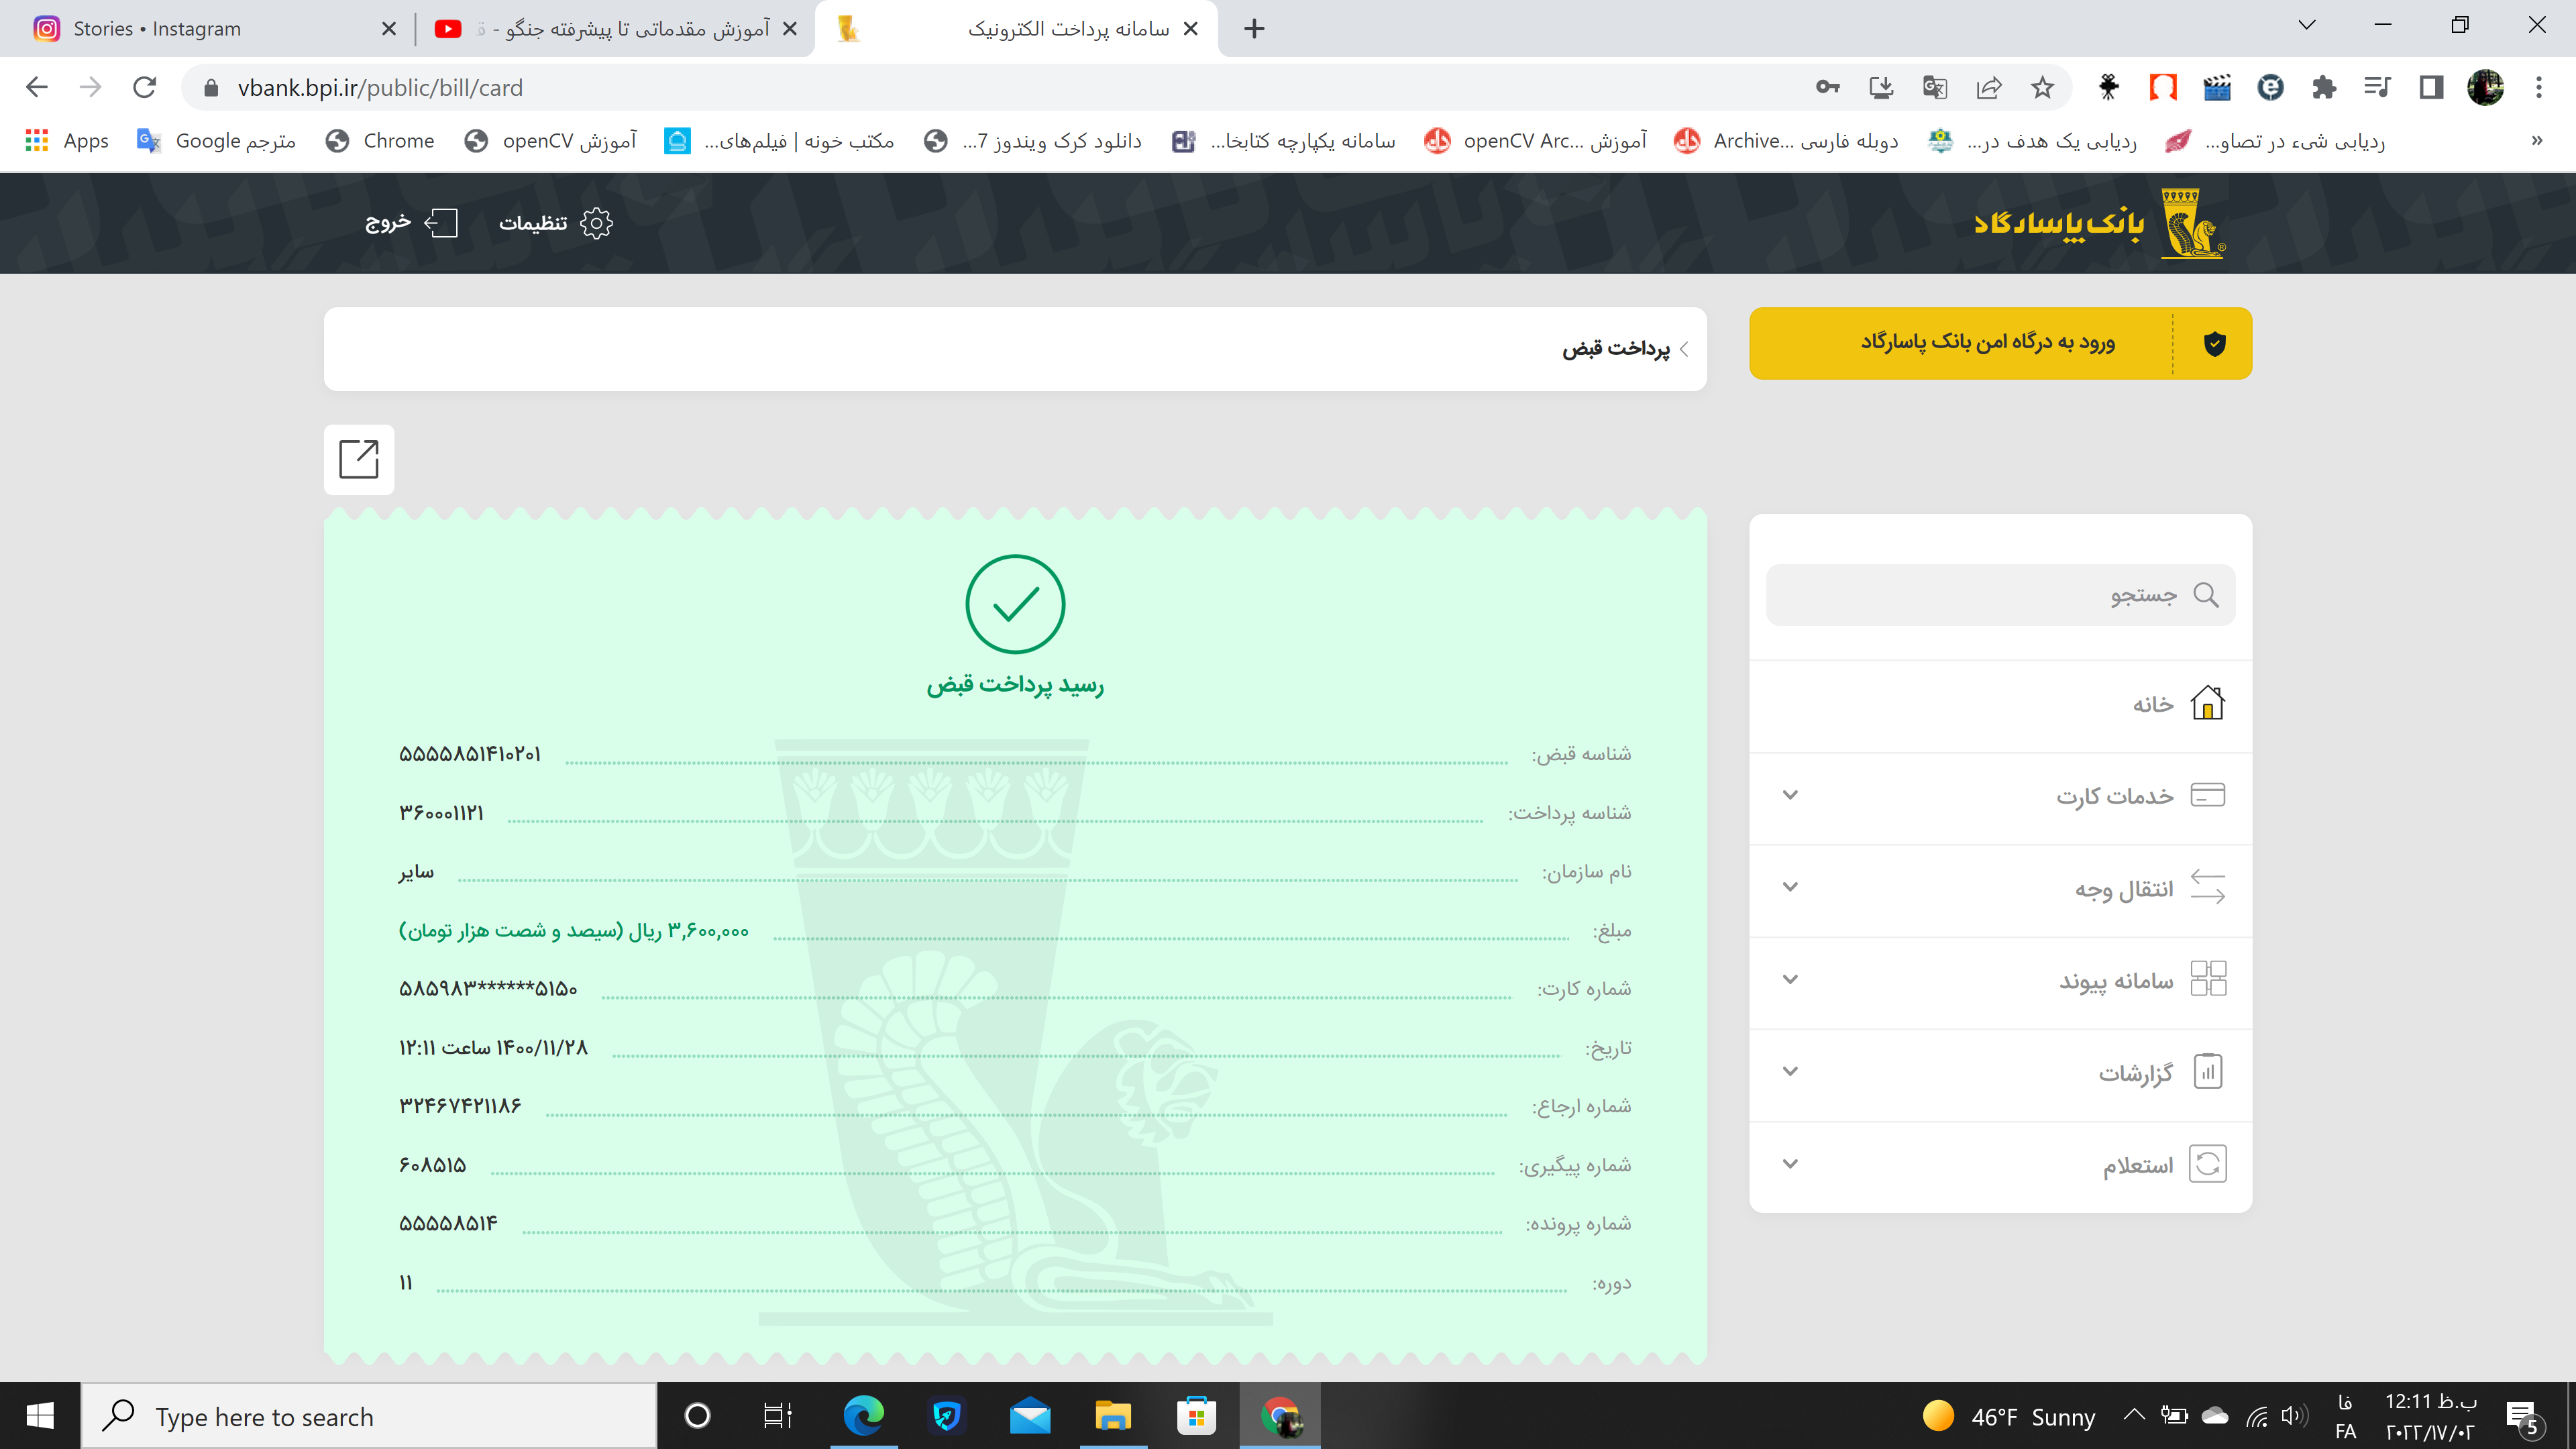 Stories • Instagram
آموزش مقدماتی تا پیشرفته جنگو - ق
سامانه پرداخت الکترونیک
vbank.bpi.ir/public/bill/card
Apps
مترجم Google
Chrome
آموزش openCV
مکتب خونه | فیلم‌های...
دانلود کرک ویندوز 7...
سامانه یکپارچه کتابخا...
آموزش openCV Arc...
دوبله فارسی Archive...
ردیابی یک هدف در...
ردیابی شیء در تصاو...
»
بانک پاسارگاد
تنظیمات
خروج
ورود به درگاه امن بانک پاسارگاد
پرداخت قبض
جستجو
خانه
خدمات کارت
انتقال وجه
سامانه پیوند
گزارشات
استعلام
رسید پرداخت قبض
شناسه قبض: ۵۵۵۵۸۵۱۴۱۰۲۰۱
شناسه پرداخت: ۳۶۰۰۰۱۱۲۱
نام سازمان: سایر
مبلغ: ۳,۶۰۰,۰۰۰ ریال (سیصد و شصت هزار تومان)
شماره کارت: ۵۸۵۹۸۳******۵۱۵۰
تاریخ: ۱۴۰۰/۱۱/۲۸ ساعت ۱۲:۱۱
شماره ارجاع: ۳۲۴۶۷۴۲۱۱۸۶
شماره پیگیری: ۶۰۸۵۱۵
شماره پرونده: ۵۵۵۵۸۵۱۴
دوره: ۱۱
Type here to search
46°F Sunny
فا
FA
12:11 ب.ظ
۲۰۲۲/۱۷/۰۲
5